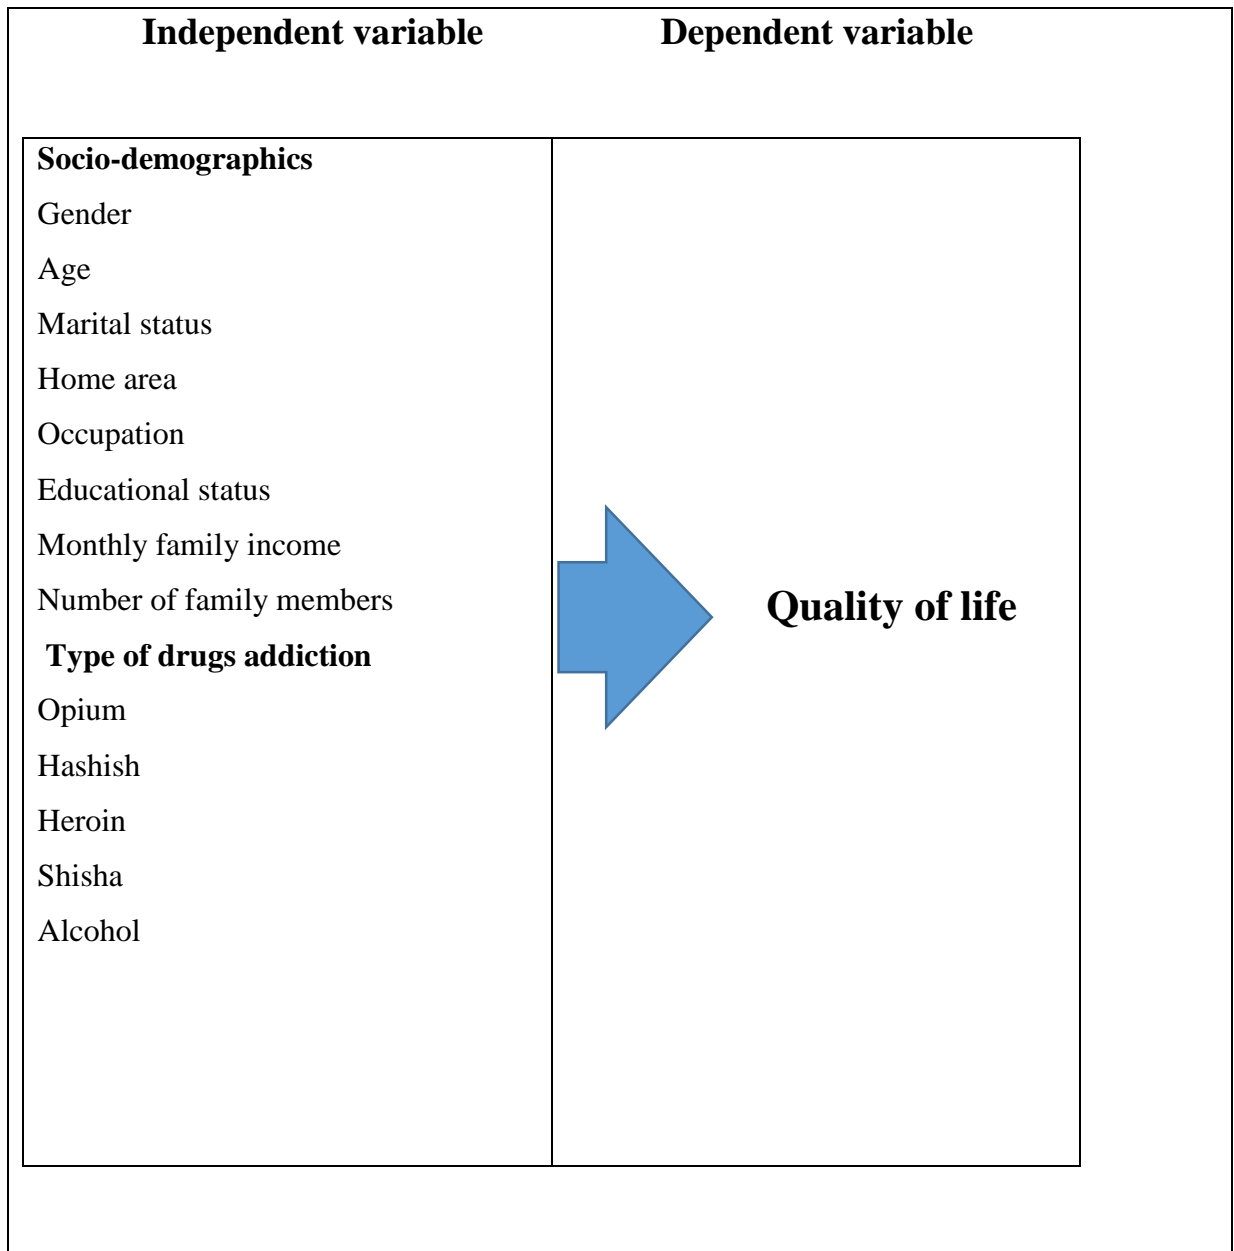 Independent variable Dependent variable
Socio-demographics
Gender
Age
Marital status
Home area
Occupation
Educational status
Monthly family income
Number of family members
Type of drugs addiction
Opium
Hashish
Heroin
Shisha
Alcohol
Quality of life